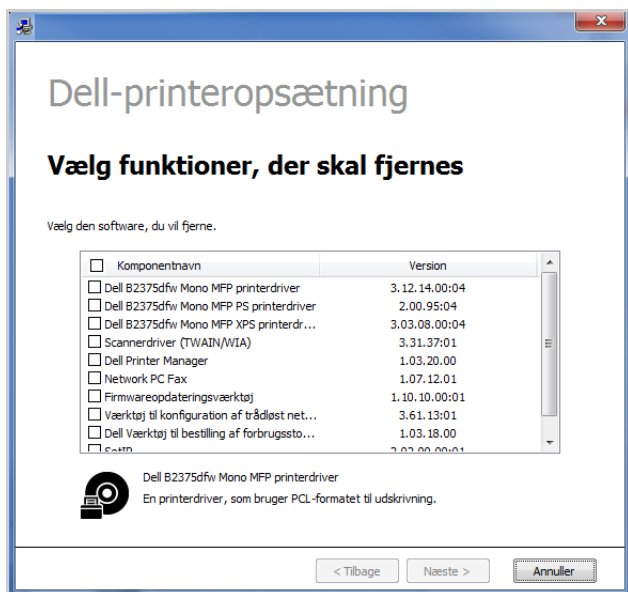 Dell-printeropsætning
Vælg funktioner, der skal fjernes
Vælg den software, du vil fjerne.
Komponentnavn Version
Dell B2375dfw Mono MFP printerdriver 3.12.14.00:04
Dell B2375dfw Mono MFP PS printerdriver 2.00.95:04
Dell B2375dfw Mono MFP XPS printerdr... 3.03.08.00:04
Scannerdriver (TWAIN/WIA) 3.31.37:01
Dell Printer Manager 1.03.20.00
Network PC Fax 1.07.12.01
Firmwareopdateringsværktøj 1.10.10.00:01
Værktøj til konfiguration af trådløst net... 3.61.13:01
Dell Værktøj til bestilling af forbrugssto... 1.03.18.00
SetIP
Dell B2375dfw Mono MFP printerdriver
En printerdriver, som bruger PCL-formatet til udskrivning.
< Tilbage Næste > Annuller